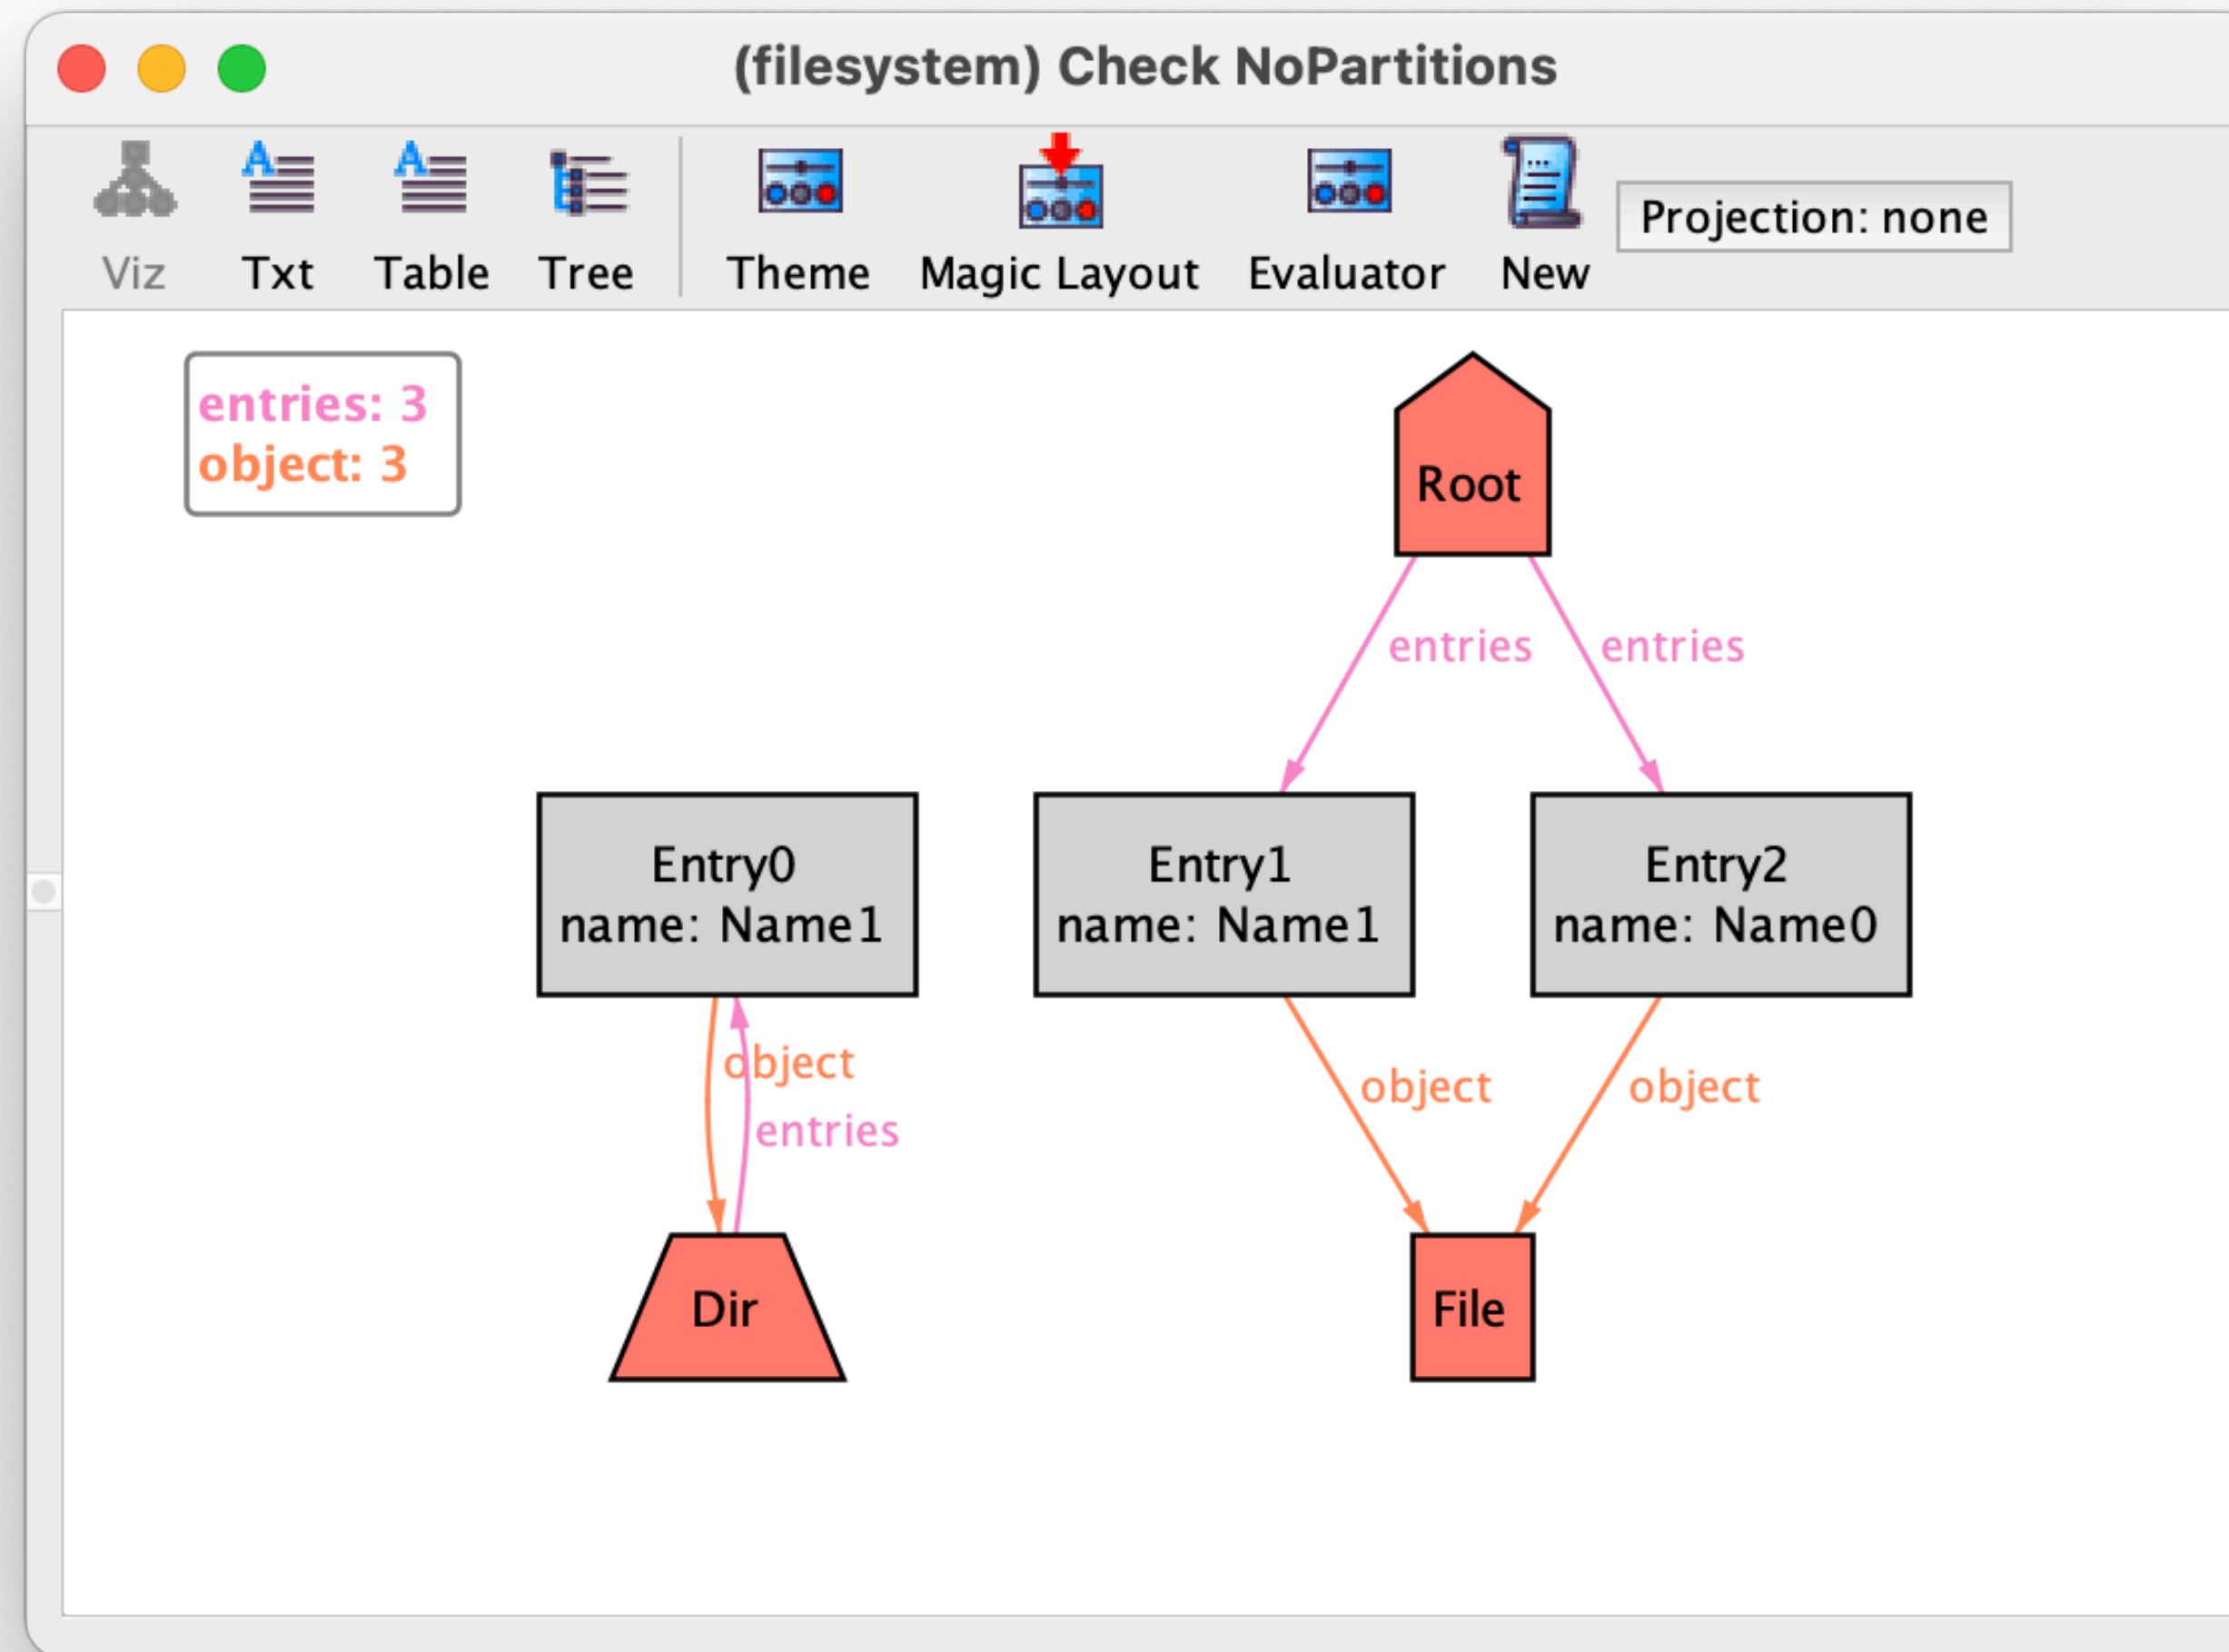 (filesystem) Check NoPartitions
Viz Txt Table Tree Theme Magic Layout Evaluator New Projection: none
entries: 3
object: 3
Root
entries entries
Entry0 Entry1 Entry2
name: Name1 name: Name1 name: Name0
object object object
entries
Dir File